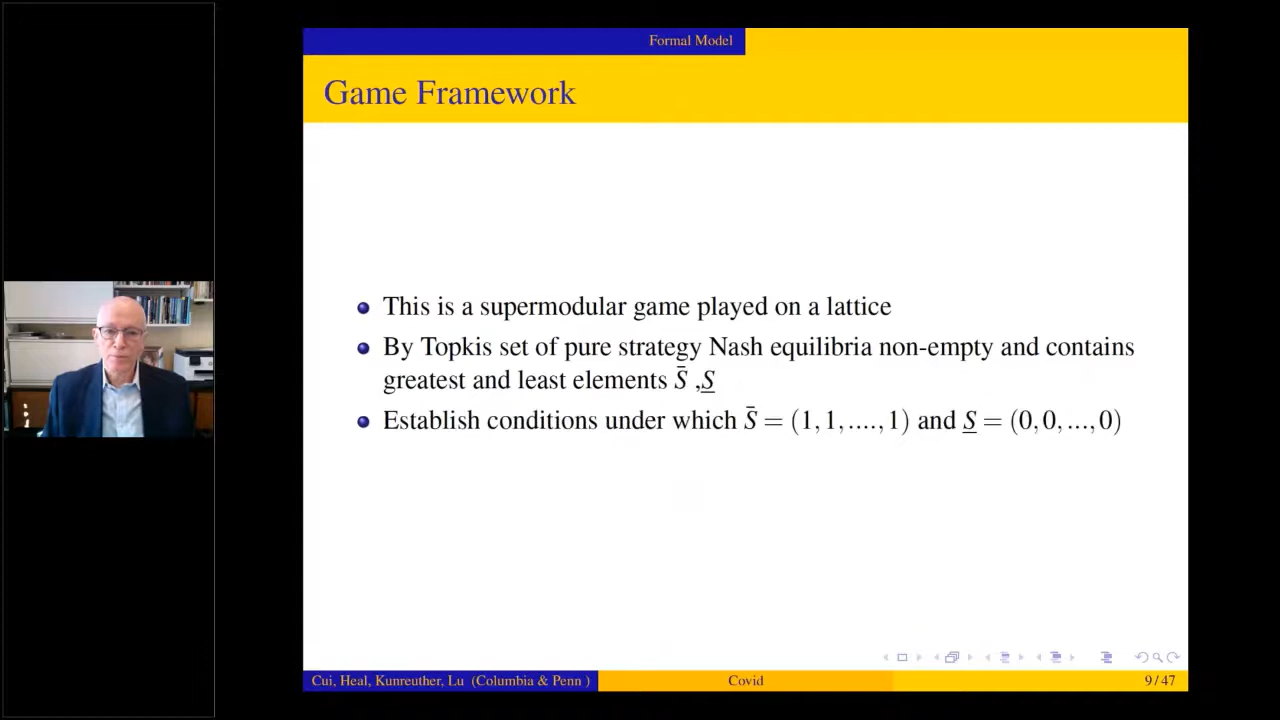 Formal Model
Game Framework
This is a supermodular game played on a lattice
By Topkis set of pure strategy Nash equilibria non-empty and contains
greatest and least elements S̄ ,S̲
Establish conditions under which S̄ = (1,1,....,1) and S̲ = (0,0,...,0)
Cui, Heal, Kunreuther, Lu (Columbia & Penn ) Covid 9 / 47